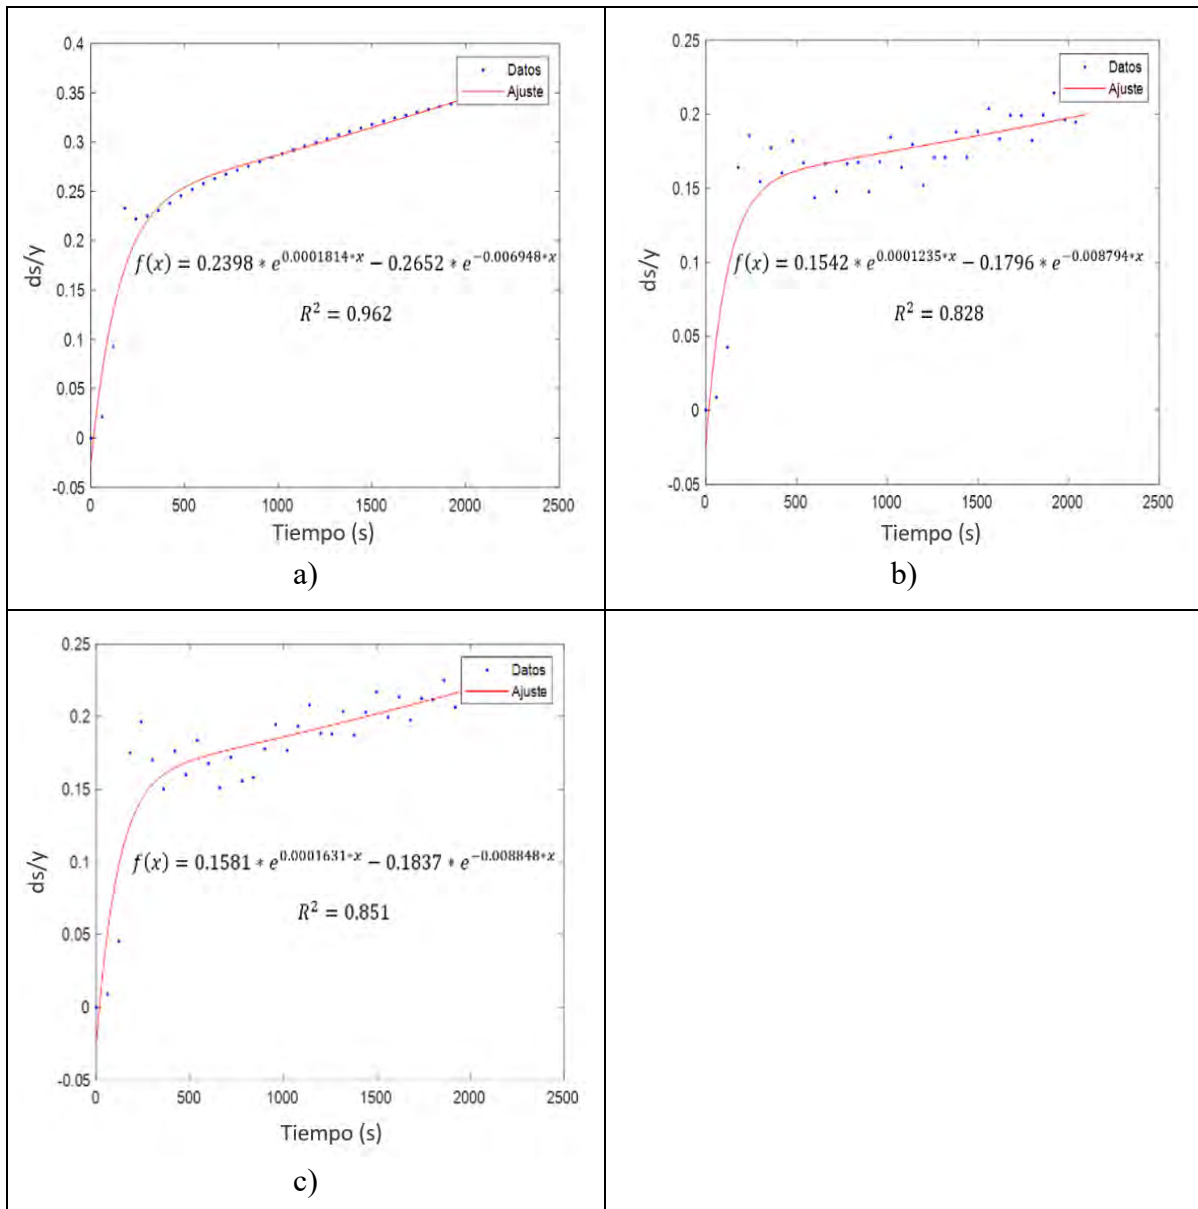 0.4
0.35
0.3
0.25
0.2
0.15
0.1
0.05
0
-0.05
ds/y
Datos
Ajuste
f(x) = 0.2398 * e^{0.0001814*x} − 0.2652 * e^{−0.006948*x}
R² = 0.962
0 500 1000 1500 2000 2500
Tiempo (s)
a)
0.25
0.2
0.15
0.1
0.05
0
-0.05
ds/y
Datos
Ajuste
f(x) = 0.1542 * e^{0.0001235*x} − 0.1796 * e^{−0.008794*x}
R² = 0.828
0 500 1000 1500 2000 2500
Tiempo (s)
b)
0.25
0.2
0.15
0.1
0.05
0
-0.05
ds/y
Datos
Ajuste
f(x) = 0.1581 * e^{0.0001631*x} − 0.1837 * e^{−0.008848*x}
R² = 0.851
0 500 1000 1500 2000 2500
Tiempo (s)
c)